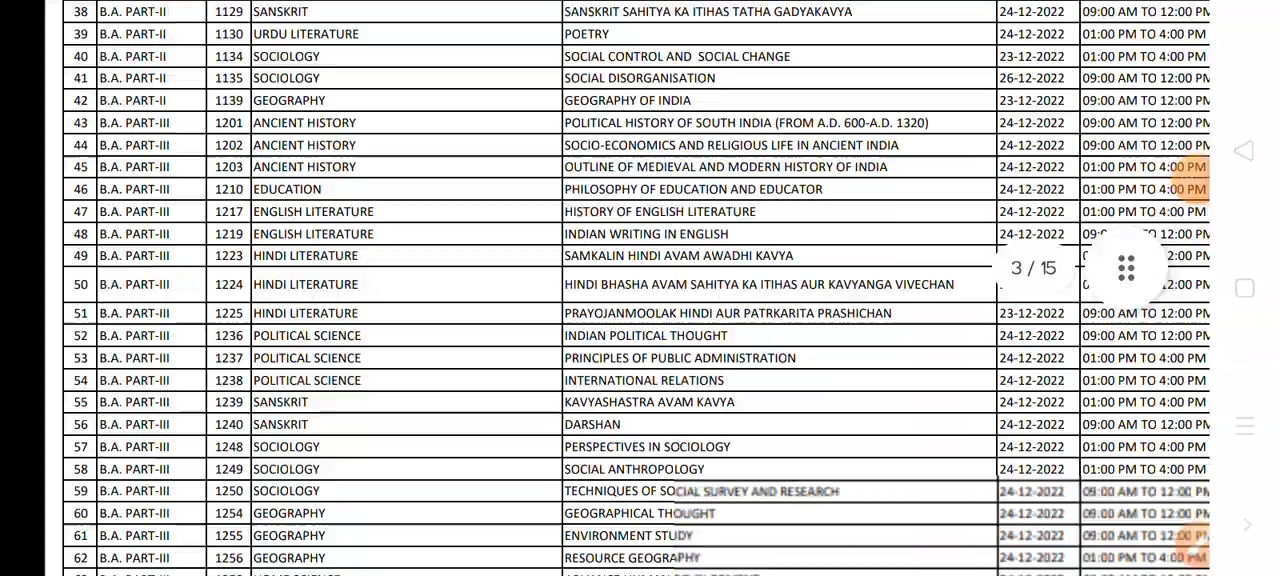 38 B.A. PART-II 1129 SANSKRIT SANSKRIT SAHITYA KA ITIHAS TATHA GADYAKAVYA 24-12-2022 09:00 AM TO 12:00 PM
39 B.A. PART-II 1130 URDU LITERATURE POETRY 24-12-2022 01:00 PM TO 4:00 PM
40 B.A. PART-II 1134 SOCIOLOGY SOCIAL CONTROL AND SOCIAL CHANGE 23-12-2022 01:00 PM TO 4:00 PM
41 B.A. PART-II 1135 SOCIOLOGY SOCIAL DISORGANISATION 26-12-2022 09:00 AM TO 12:00 PM
42 B.A. PART-II 1139 GEOGRAPHY GEOGRAPHY OF INDIA 23-12-2022 09:00 AM TO 12:00 PM
43 B.A. PART-III 1201 ANCIENT HISTORY POLITICAL HISTORY OF SOUTH INDIA (FROM A.D. 600-A.D. 1320) 24-12-2022 09:00 AM TO 12:00 PM
44 B.A. PART-III 1202 ANCIENT HISTORY SOCIO-ECONOMICS AND RELIGIOUS LIFE IN ANCIENT INDIA 24-12-2022 09:00 AM TO 12:00 PM
45 B.A. PART-III 1203 ANCIENT HISTORY OUTLINE OF MEDIEVAL AND MODERN HISTORY OF INDIA 24-12-2022 01:00 PM TO 4:00 PM
46 B.A. PART-III 1210 EDUCATION PHILOSOPHY OF EDUCATION AND EDUCATOR 24-12-2022 01:00 PM TO 4:00 PM
47 B.A. PART-III 1217 ENGLISH LITERATURE HISTORY OF ENGLISH LITERATURE 24-12-2022 01:00 PM TO 4:00 PM
48 B.A. PART-III 1219 ENGLISH LITERATURE INDIAN WRITING IN ENGLISH 24-12-2022 TO 12:00 PM
49 B.A. PART-III 1223 HINDI LITERATURE SAMKALIN HINDI AVAM AWADHI KAVYA
3 / 15
50 B.A. PART-III 1224 HINDI LITERATURE HINDI BHASHA AVAM SAHITYA KA ITIHAS AUR KAVYANGA VIVECHAN
51 B.A. PART-III 1225 HINDI LITERATURE PRAYOJANMOOLAK HINDI AUR PATRKARITA PRASHICHAN 23-12-2022 09:00 AM TO 12:00 PM
52 B.A. PART-III 1236 POLITICAL SCIENCE INDIAN POLITICAL THOUGHT 24-12-2022 09:00 AM TO 12:00 PM
53 B.A. PART-III 1237 POLITICAL SCIENCE PRINCIPLES OF PUBLIC ADMINISTRATION 24-12-2022 01:00 PM TO 4:00 PM
54 B.A. PART-III 1238 POLITICAL SCIENCE INTERNATIONAL RELATIONS 24-12-2022 01:00 PM TO 4:00 PM
55 B.A. PART-III 1239 SANSKRIT KAVYASHASTRA AVAM KAVYA 24-12-2022 01:00 PM TO 4:00 PM
56 B.A. PART-III 1240 SANSKRIT DARSHAN 24-12-2022 09:00 AM TO 12:00 PM
57 B.A. PART-III 1248 SOCIOLOGY PERSPECTIVES IN SOCIOLOGY 24-12-2022 01:00 PM TO 4:00 PM
58 B.A. PART-III 1249 SOCIOLOGY SOCIAL ANTHROPOLOGY 24-12-2022 01:00 PM TO 4:00 PM
59 B.A. PART-III 1250 SOCIOLOGY TECHNIQUES OF SOCIAL SURVEY AND RESEARCH 24-12-2022 09:00 AM TO 12:00 PM
60 B.A. PART-III 1254 GEOGRAPHY GEOGRAPHICAL THOUGHT 24-12-2022 09:00 AM TO 12:00 PM
61 B.A. PART-III 1255 GEOGRAPHY ENVIRONMENT STUDY 24-12-2022 09:00 AM TO 12:00 PM
62 B.A. PART-III 1256 GEOGRAPHY RESOURCE GEOGRAPHY 24-12-2022 01:00 PM TO 4:00 PM